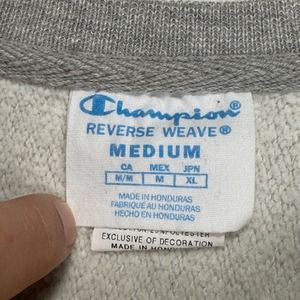 Champion®
REVERSE WEAVE®
MEDIUM
CA MEX JPN
M/M M XL
MADE IN HONDURAS
FABRIQUÉ AU HONDURAS
HECHO EN HONDURAS
POLYESTER
EXCLUSIVE OF DECORATION
MADE IN